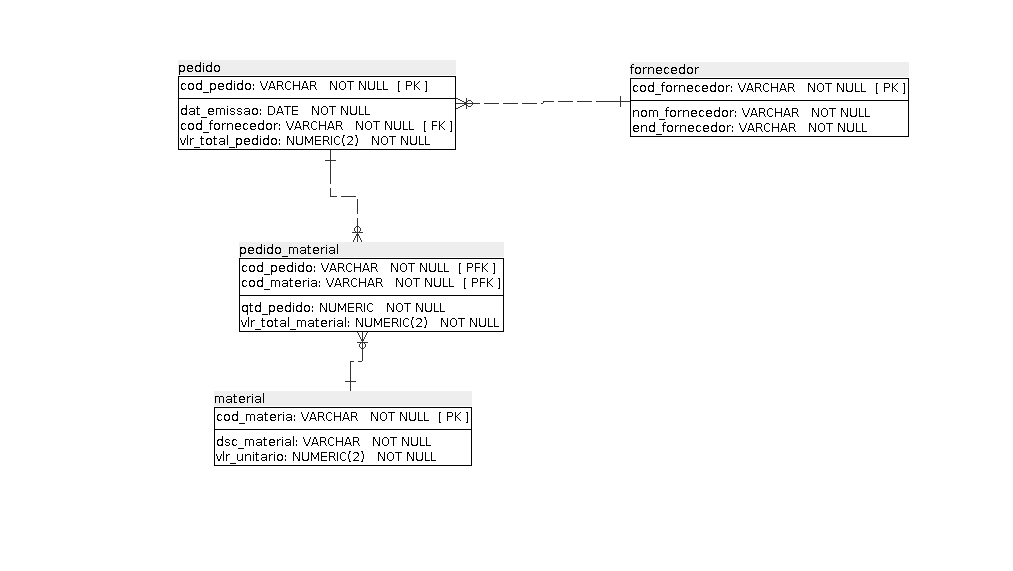 pedido
cod_pedido: VARCHAR NOT NULL [ PK ]
dat_emissao: DATE NOT NULL
cod_fornecedor: VARCHAR NOT NULL [ FK ]
vlr_total_pedido: NUMERIC(2) NOT NULL
fornecedor
cod_fornecedor: VARCHAR NOT NULL [ PK ]
nom_fornecedor: VARCHAR NOT NULL
end_fornecedor: VARCHAR NOT NULL
pedido_material
cod_pedido: VARCHAR NOT NULL [ PFK ]
cod_materia: VARCHAR NOT NULL [ PFK ]
qtd_pedido: NUMERIC NOT NULL
vlr_total_material: NUMERIC(2) NOT NULL
material
cod_materia: VARCHAR NOT NULL [ PK ]
dsc_material: VARCHAR NOT NULL
vlr_unitario: NUMERIC(2) NOT NULL